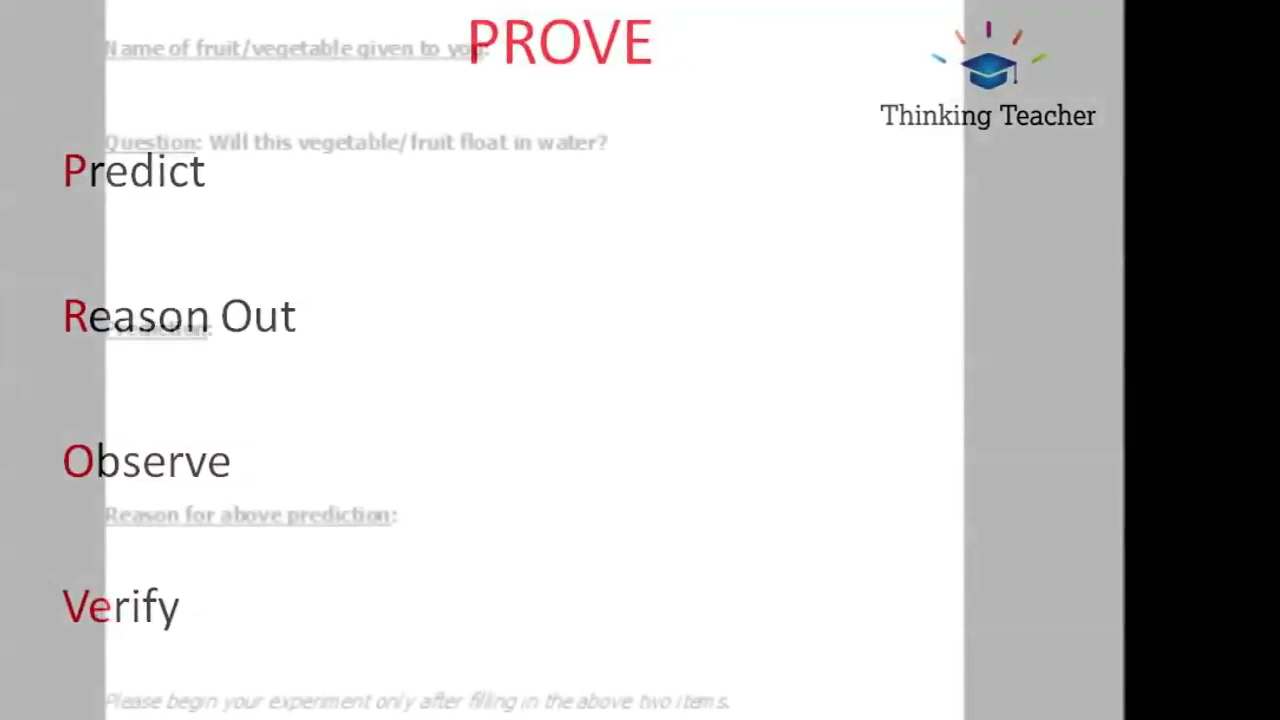 PROVE
Name of fruit/vegetable given to you:
Thinking Teacher
Question: Will this vegetable/fruit float in water?
Predict
Reason Out
Prediction:
Observe
Reason for above prediction:
Verify
Please begin your experiment only after filling in the above two items.